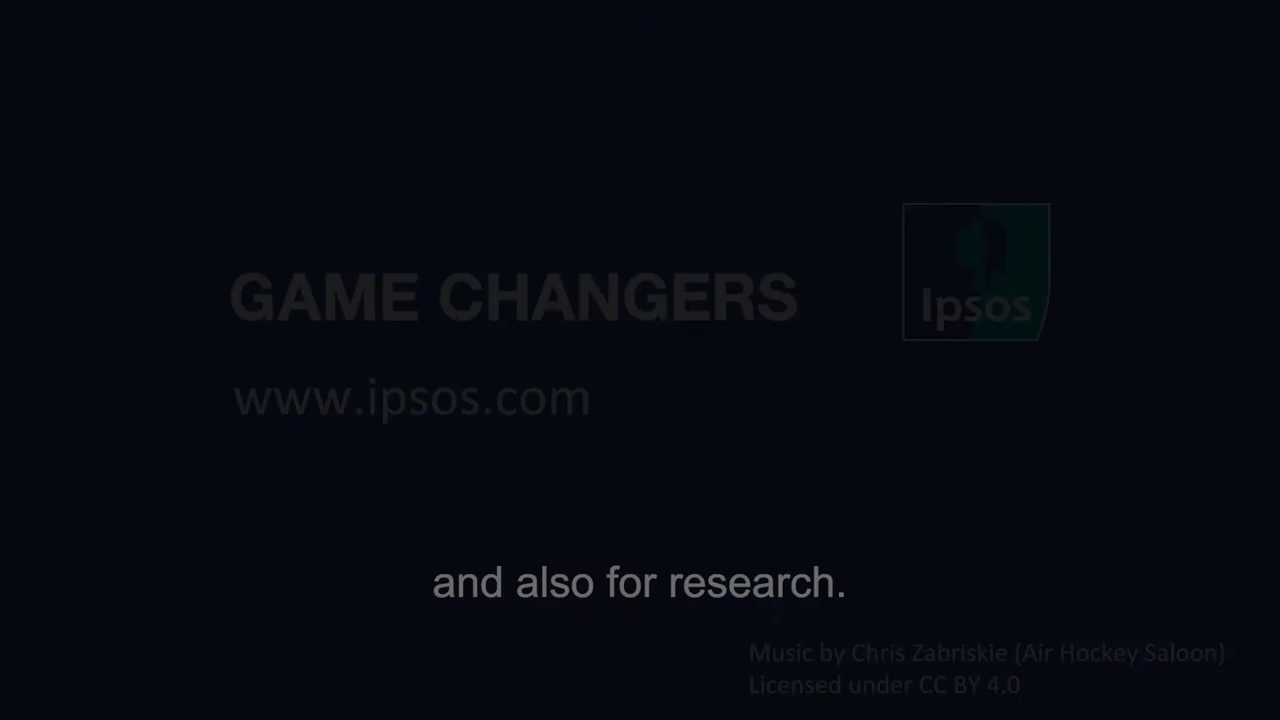 GAME CHANGERS
Ipsos
www.ipsos.com
and also for research.
Music by Chris Zabriskie (Air Hockey Saloon)
Licensed under CC BY 4.0